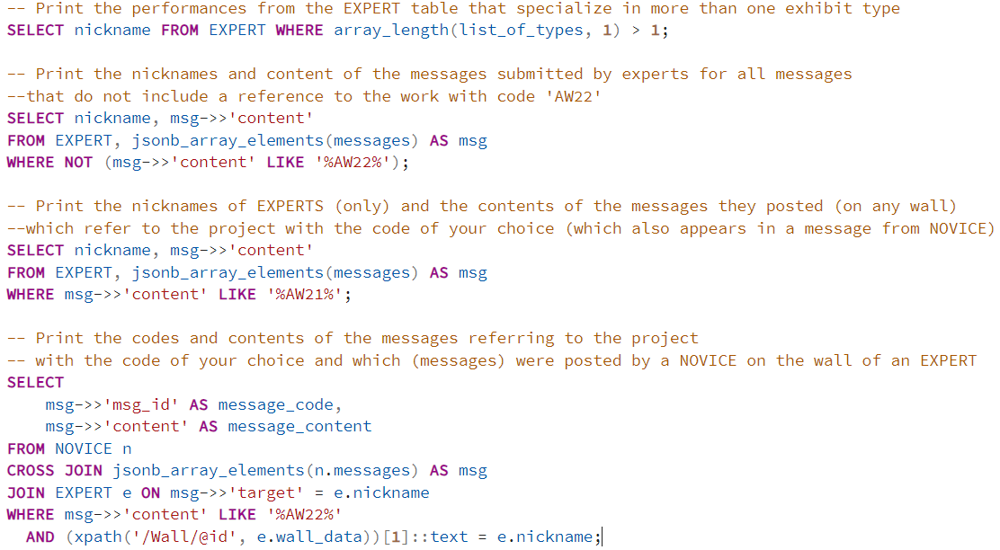 -- Print the performances from the EXPERT table that specialize in more than one exhibit type
SELECT nickname FROM EXPERT WHERE array_length(list_of_types, 1) > 1;
-- Print the nicknames and content of the messages submitted by experts for all messages
--that do not include a reference to the work with code 'AW22'
SELECT nickname, msg->>'content'
FROM EXPERT, jsonb_array_elements(messages) AS msg
WHERE NOT (msg->>'content' LIKE '%AW22%');
-- Print the nicknames of EXPERTS (only) and the contents of the messages they posted (on any wall)
--which refer to the project with the code of your choice (which also appears in a message from NOVICE)
SELECT nickname, msg->>'content'
FROM EXPERT, jsonb_array_elements(messages) AS msg
WHERE msg->>'content' LIKE '%AW21%';
-- Print the codes and contents of the messages referring to the project
-- with the code of your choice and which (messages) were posted by a NOVICE on the wall of an EXPERT
SELECT
    msg->>'msg_id' AS message_code,
    msg->>'content' AS message_content
FROM NOVICE n
CROSS JOIN jsonb_array_elements(n.messages) AS msg
JOIN EXPERT e ON msg->>'target' = e.nickname
WHERE msg->>'content' LIKE '%AW22%'
  AND (xpath('/Wall/@id', e.wall_data))[1]::text = e.nickname;